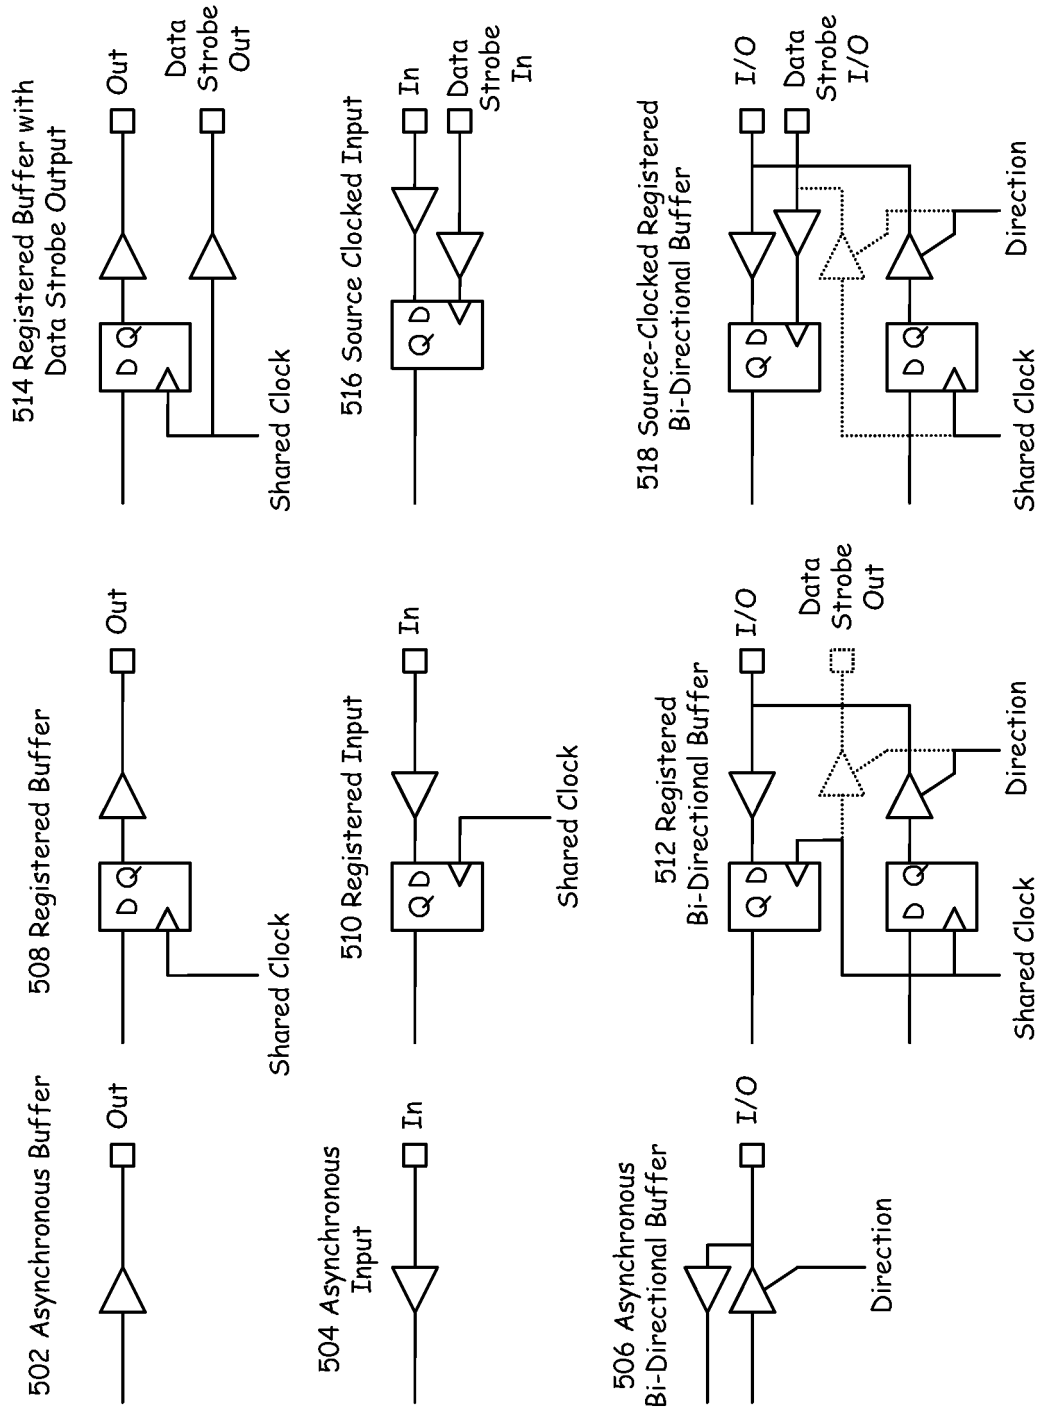 502 Asynchronous Buffer
Out
508 Registered Buffer
D Q
Out
Shared Clock
514 Registered Buffer with
Data Strobe Output
D Q
Out
Data
Strobe
Out
Shared Clock
504 Asynchronous
Input
In
510 Registered Input
Q D
In
Shared Clock
516 Source Clocked Input
Q D
In
Data
Strobe
In
506 Asynchronous
Bi-Directional Buffer
I/O
Direction
512 Registered
Bi-Directional Buffer
Q D
I/O
Data
Strobe
Out
D Q
Shared Clock
Direction
518 Source-Clocked Registered
Bi-Directional Buffer
Q D
I/O
Data
Strobe
I/O
D Q
Shared Clock
Direction